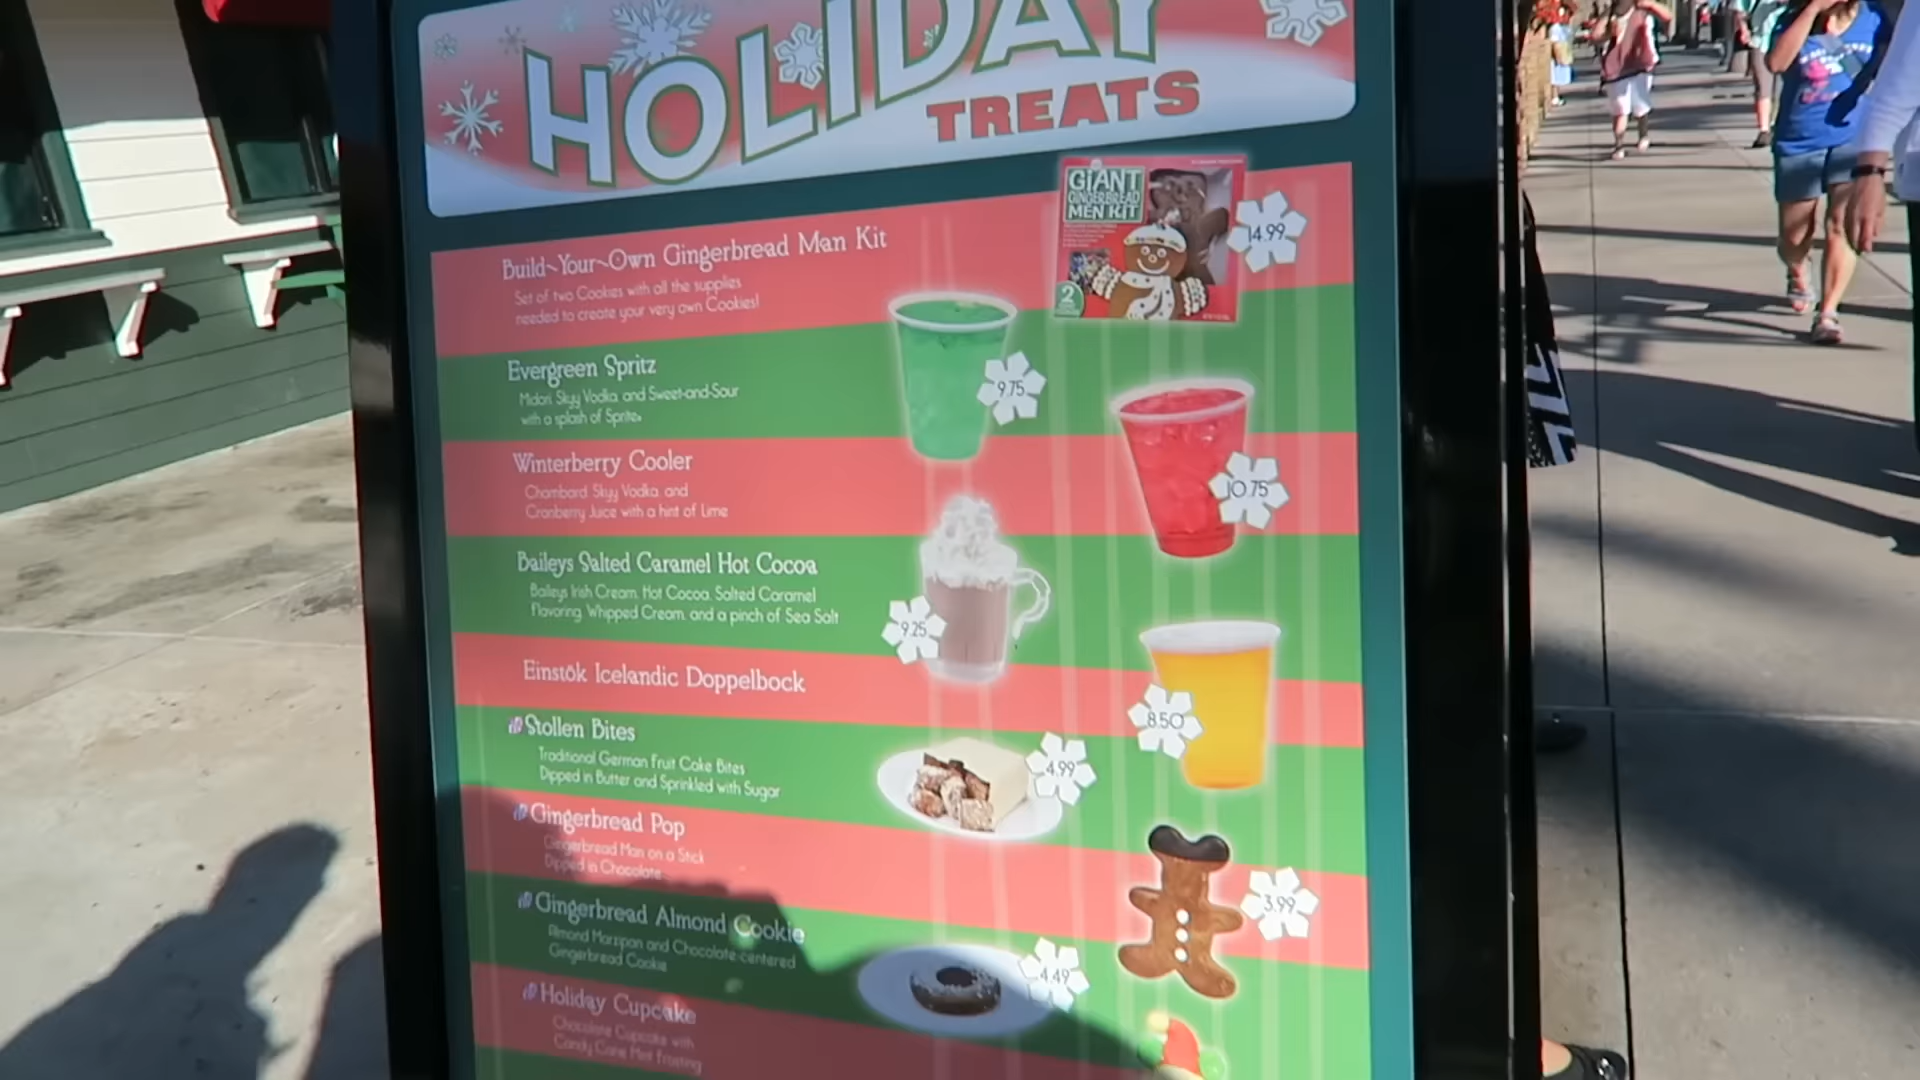 HOLIDAY
TREATS
GIANT
GINGERBREAD
MEN KIT
2
14.99
Build~Your~Own Gingerbread Man Kit
Set of two Cookies with all the supplies
needed to create your very own Cookies!
Evergreen Spritz
Midori, Skyy Vodka, and Sweet-and-Sour
with a splash of Sprite®
9.75
Winterberry Cooler
Chambord, Skyy Vodka, and
Cranberry Juice with a hint of Lime
10.75
Baileys Salted Caramel Hot Cocoa
Baileys Irish Cream, Hot Cocoa, Salted Caramel
Flavoring, Whipped Cream, and a pinch of Sea Salt
9.25
Einstök Icelandic Doppelbock
8.50
Stollen Bites
Traditional German Fruit Cake Bites
Dipped in Butter and Sprinkled with Sugar
4.99
Gingerbread Pop
Gingerbread Man on a Stick
Dipped in Chocolate
3.99
Gingerbread Almond Cookie
Almond Marzipan and Chocolate-centered
Gingerbread Cookie
4.49
Holiday Cupcake
Chocolate Cupcake with
Candy Cane Mint Frosting